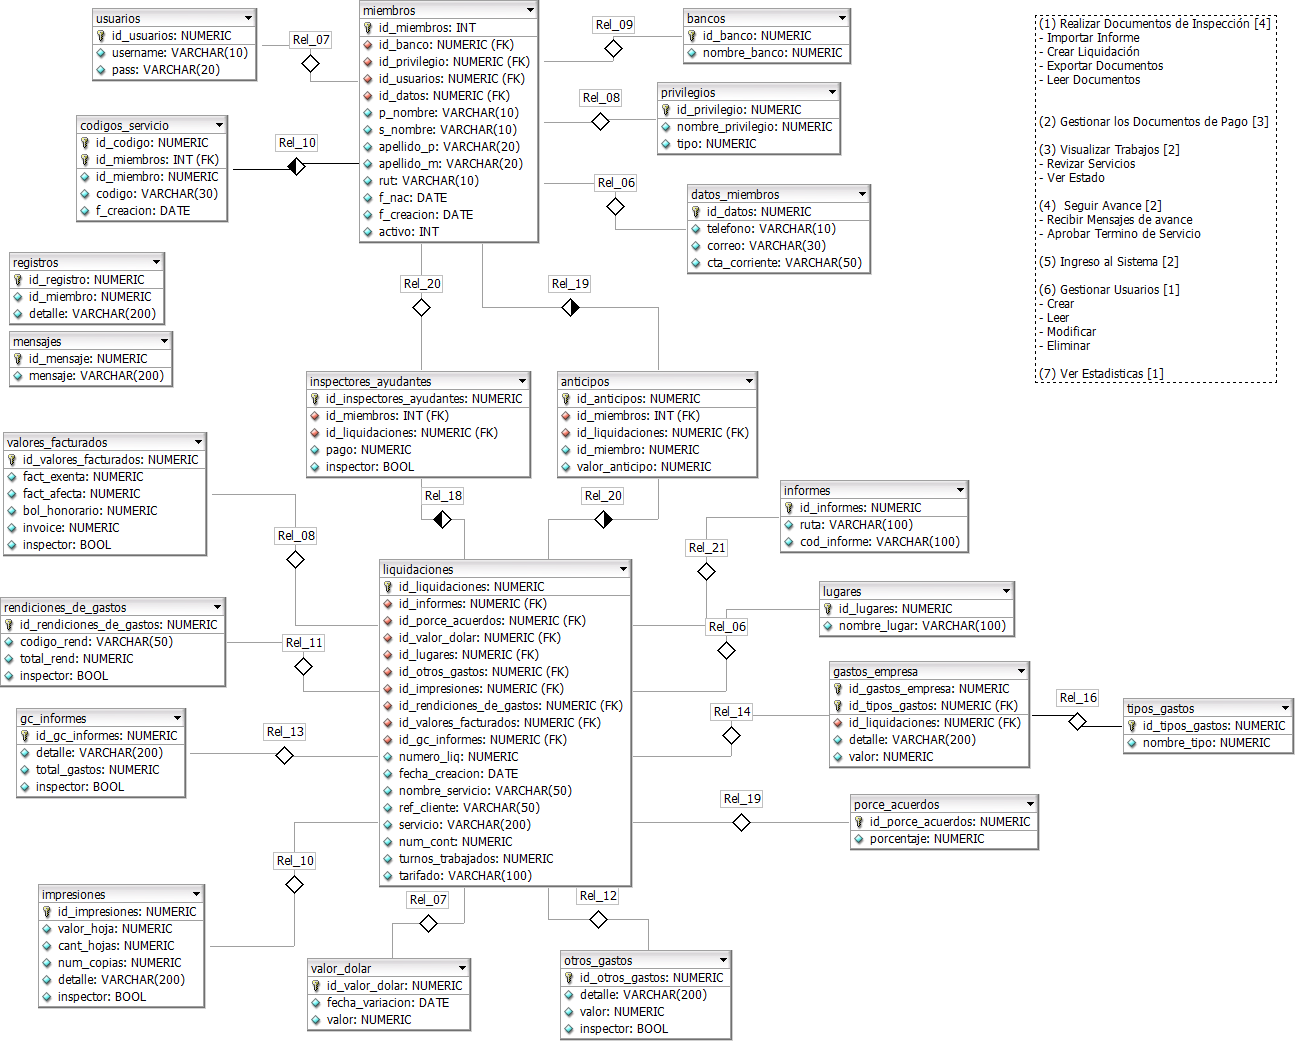 usuarios
id_usuarios: NUMERIC
username: VARCHAR(10)
pass: VARCHAR(20)
Rel_07
miembros
id_miembros: INT
id_banco: NUMERIC (FK)
id_privilegio: NUMERIC (FK)
id_usuarios: NUMERIC (FK)
id_datos: NUMERIC (FK)
p_nombre: VARCHAR(10)
s_nombre: VARCHAR(10)
apellido_p: VARCHAR(20)
apellido_m: VARCHAR(20)
rut: VARCHAR(10)
f_nac: DATE
f_creacion: DATE
activo: INT
Rel_09
bancos
id_banco: NUMERIC
nombre_banco: VARCHAR(20)
Rel_08
privilegios
id_privilegio: NUMERIC
nombre_privilegio: VARCHAR(20)
tipo: NUMERIC
Rel_06
datos_miembros
id_datos: NUMERIC
telefono: VARCHAR(10)
correo: VARCHAR(30)
cta_corriente: VARCHAR(50)
(1) Realizar Documentos de Inspección [4]
- Importar Informe
- Crear Liquidación
- Exportar Documentos
- Leer Documentos
(2) Gestionar los Documentos de Pago [3]
(3) Visualizar Trabajos [2]
- Revizar Servicios
- Ver Estado
(4) Seguir Avance [2]
- Recibir Mensajes de avance
- Aprobar Termino de Servicio
(5) Ingreso al Sistema [2]
(6) Gestionar Usuarios [1]
- Crear
- Leer
- Modificar
- Eliminar
(7) Ver Estadisticas [1]
codigos_servicio
id_codigo: NUMERIC
id_miembros: INT (FK)
id_miembro: NUMERIC
codigo: VARCHAR(30)
f_creacion: DATE
Rel_10
registros
id_registro: NUMERIC
id_miembro: NUMERIC
detalle: VARCHAR(200)
mensajes
id_mensaje: NUMERIC
mensaje: VARCHAR(200)
Rel_20
Rel_19
inspectores_ayudantes
id_inspectores_ayudantes: NUMERIC
id_miembros: INT (FK)
id_liquidaciones: NUMERIC (FK)
pago: NUMERIC
inspector: BOOL
anticipos
id_anticipos: NUMERIC
id_miembros: INT (FK)
id_liquidaciones: NUMERIC (FK)
id_miembro: NUMERIC
valor_anticipo: NUMERIC
valores_facturados
id_valores_facturados: NUMERIC
fact_exenta: NUMERIC
fact_afecta: NUMERIC
bol_honorario: NUMERIC
invoice: NUMERIC
inspector: BOOL
Rel_08
Rel_18
Rel_20
informes
id_informes: NUMERIC
ruta: VARCHAR(100)
cod_informe: VARCHAR(100)
Rel_21
liquidaciones
id_liquidaciones: NUMERIC
id_informes: NUMERIC (FK)
id_porce_acuerdos: NUMERIC (FK)
id_valor_dolar: NUMERIC (FK)
id_lugares: NUMERIC (FK)
id_otros_gastos: NUMERIC (FK)
id_impresiones: NUMERIC (FK)
id_rendiciones_de_gastos: NUMERIC (FK)
id_valores_facturados: NUMERIC (FK)
id_gc_informes: NUMERIC (FK)
numero_liq: NUMERIC
fecha_creacion: DATE
nombre_servicio: VARCHAR(50)
ref_cliente: VARCHAR(50)
servicio: VARCHAR(200)
num_cont: NUMERIC
turnos_trabajados: NUMERIC
tarifado: VARCHAR(100)
rendiciones_de_gastos
id_rendiciones_de_gastos: NUMERIC
codigo_rend: VARCHAR(50)
total_rend: NUMERIC
inspector: BOOL
Rel_11
lugares
id_lugares: NUMERIC
nombre_lugar: VARCHAR(100)
Rel_06
gastos_empresa
id_gastos_empresa: NUMERIC
id_tipos_gastos: NUMERIC (FK)
id_liquidaciones: NUMERIC (FK)
detalle: VARCHAR(200)
valor: NUMERIC
Rel_14
Rel_16
tipos_gastos
id_tipos_gastos: NUMERIC
nombre_tipo: NUMERIC
gc_informes
id_gc_informes: NUMERIC
detalle: VARCHAR(200)
total_gastos: NUMERIC
inspector: BOOL
Rel_13
Rel_19
porce_acuerdos
id_porce_acuerdos: NUMERIC
porcentaje: NUMERIC
Rel_10
impresiones
id_impresiones: NUMERIC
valor_hoja: NUMERIC
cant_hojas: NUMERIC
num_copias: NUMERIC
detalle: VARCHAR(200)
inspector: BOOL
Rel_07
valor_dolar
id_valor_dolar: NUMERIC
fecha_variacion: DATE
valor: NUMERIC
Rel_12
otros_gastos
id_otros_gastos: NUMERIC
detalle: VARCHAR(200)
valor: NUMERIC
inspector: BOOL